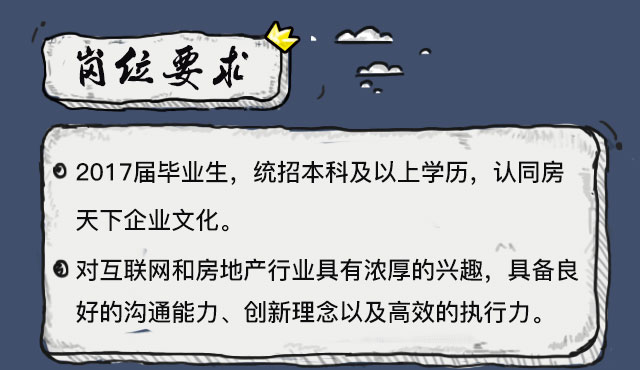 岗位要求
2017届毕业生，统招本科及以上学历，认同房
天下企业文化。
对互联网和房地产行业具有浓厚的兴趣，具备良
好的沟通能力、创新理念以及高效的执行力。